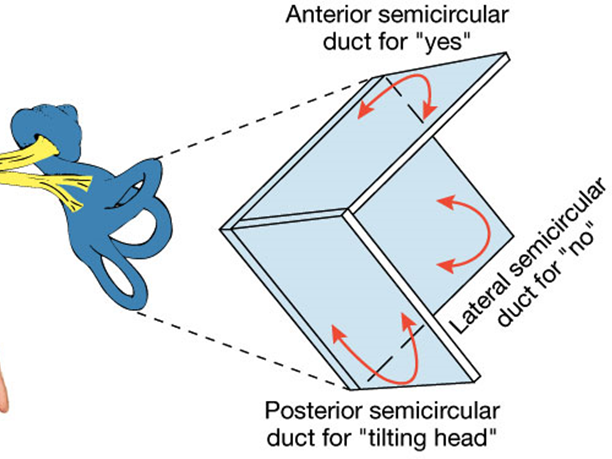 Anterior semicircular
duct for "yes"
Lateral semicircular
duct for "no"
Posterior semicircular
duct for "tilting head"